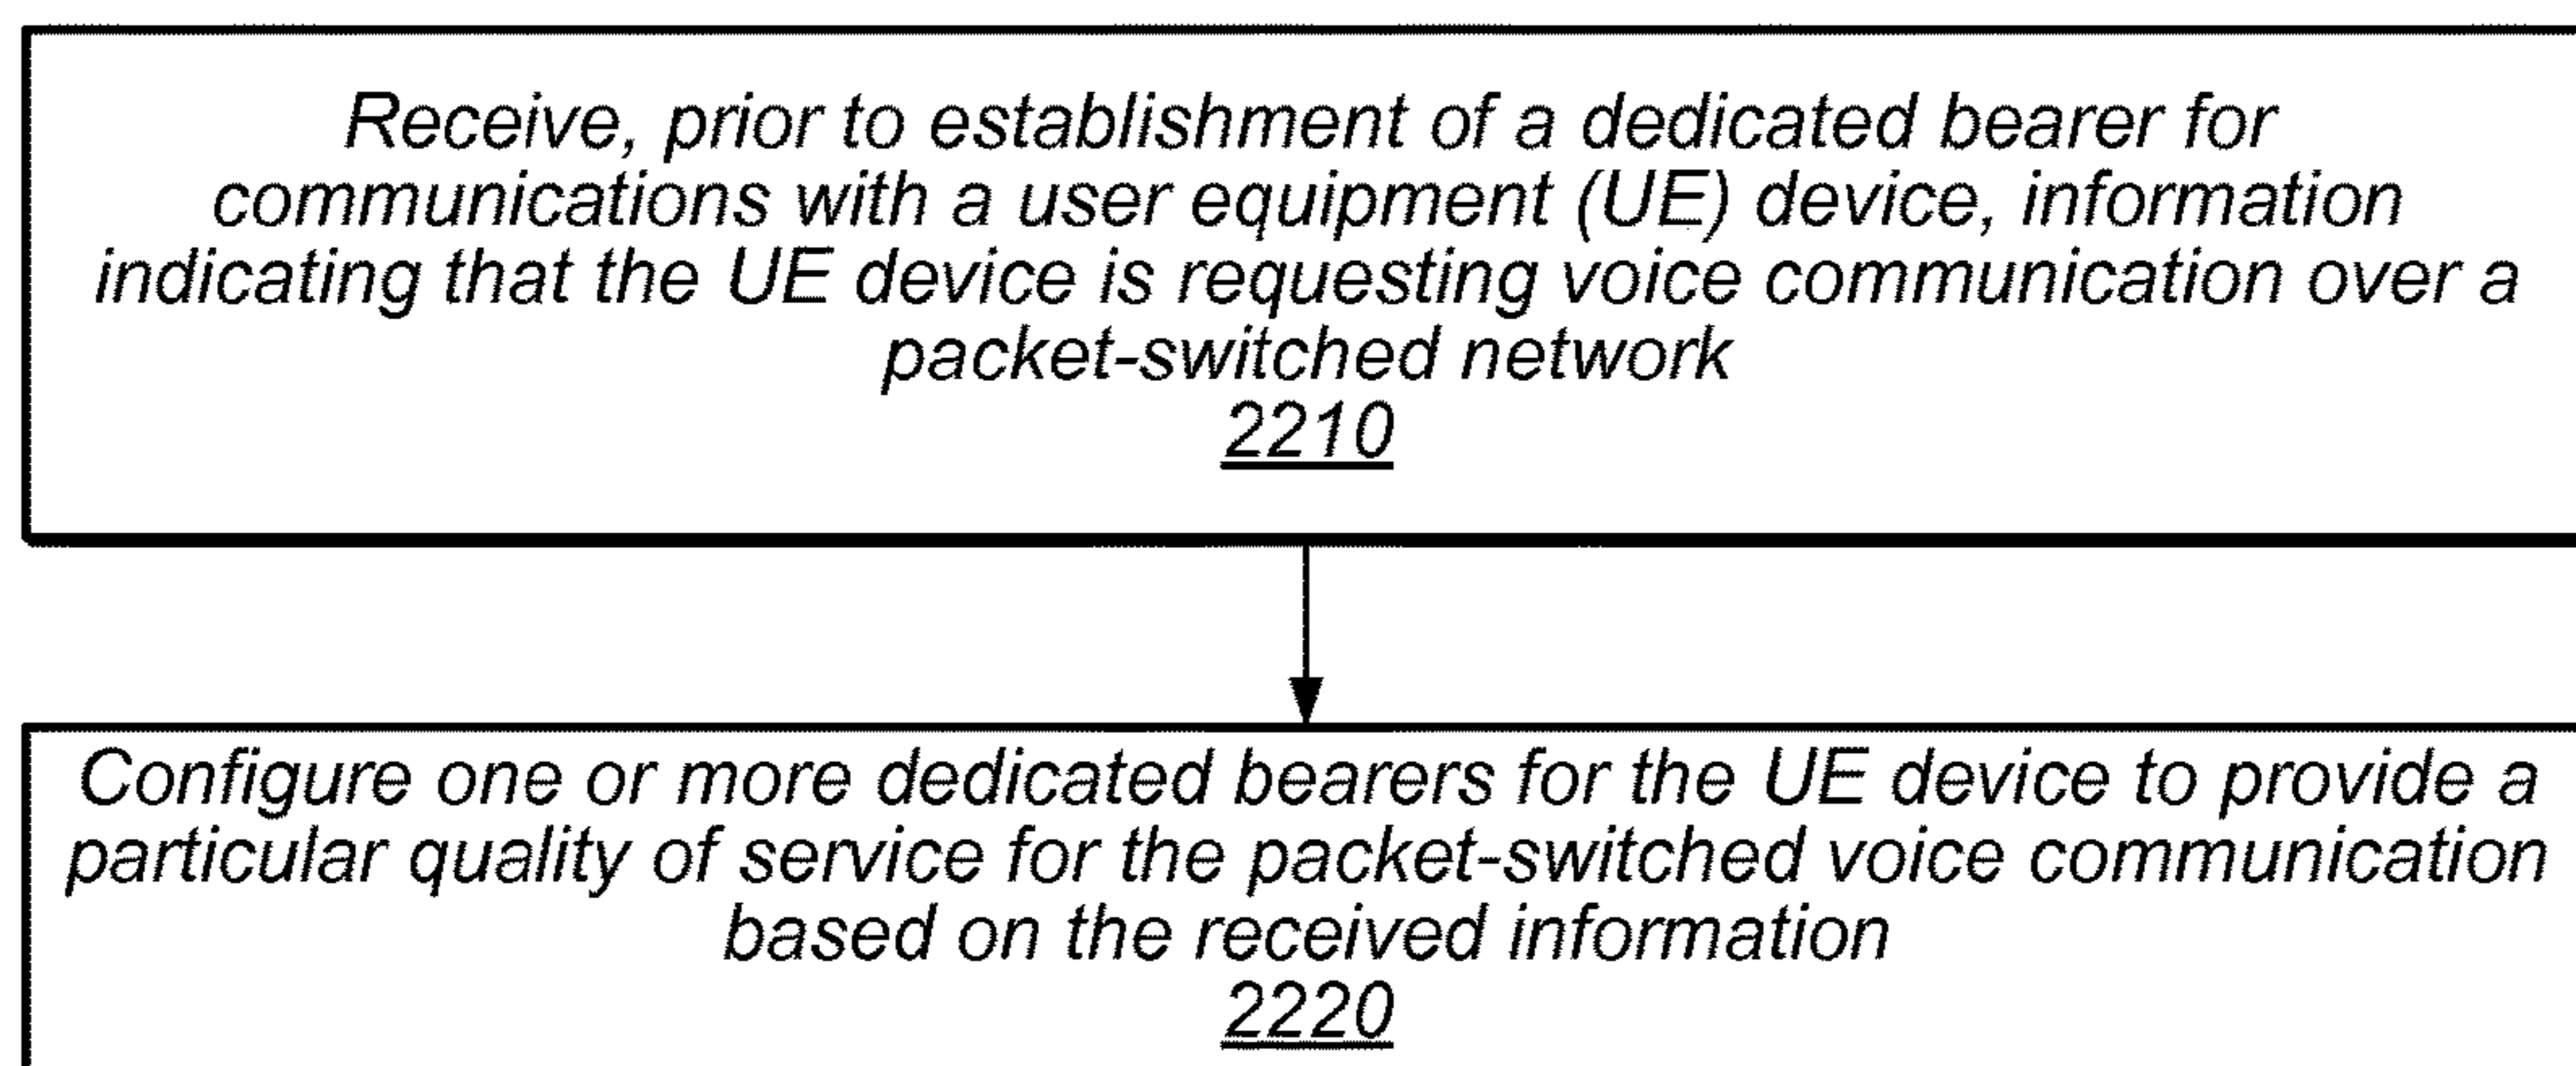 Receive, prior to establishment of a dedicated bearer for
communications with a user equipment (UE) device, information
indicating that the UE device is requesting voice communication over a
packet-switched network
2210
Configure one or more dedicated bearers for the UE device to provide a
particular quality of service for the packet-switched voice communication
based on the received information
2220